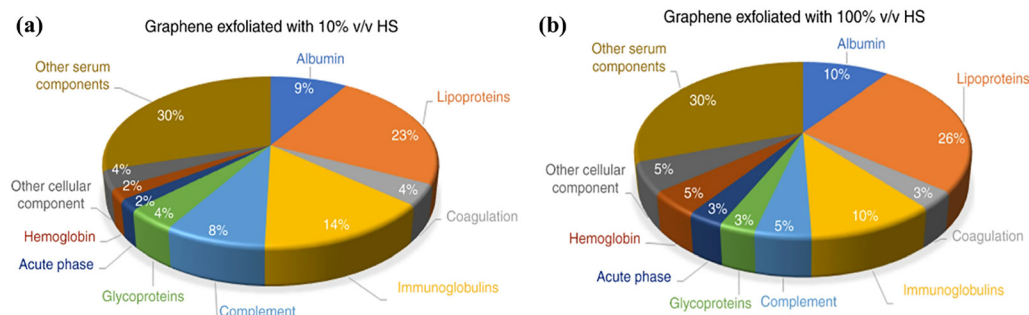 (a)
Graphene exfoliated with 10% v/v HS
Other serum
components
Albumin
9%
Lipoproteins
30%
23%
4%
4%
2%
2%
4%
8%
14%
Other cellular
component
Coagulation
Hemoglobin
Acute phase
Glycoproteins
Immunoglobulins
Complement
(b)
Graphene exfoliated with 100% v/v HS
Other serum
components
Albumin
10%
Lipoproteins
30%
26%
Other cellular
component
5%
5%
3%
3%
5%
10%
3%
Coagulation
Hemoglobin
Acute phase
Glycoproteins
Complement
Immunoglobulins